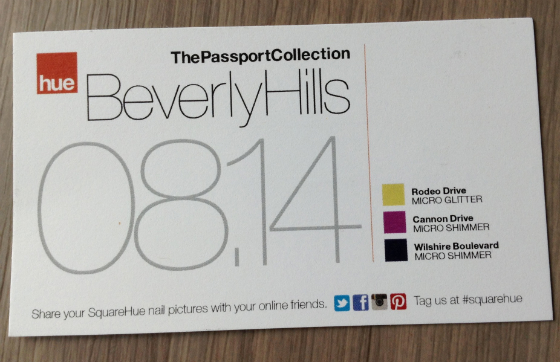 hue
ThePassportCollection
BeverlyHills
08.14
Rodeo Drive
MICRO GLITTER
Cannon Drive
MICRO SHIMMER
Wilshire Boulevard
MICRO SHIMMER
Share your SquareHue nail pictures with your online friends.
Tag us at #squarehue